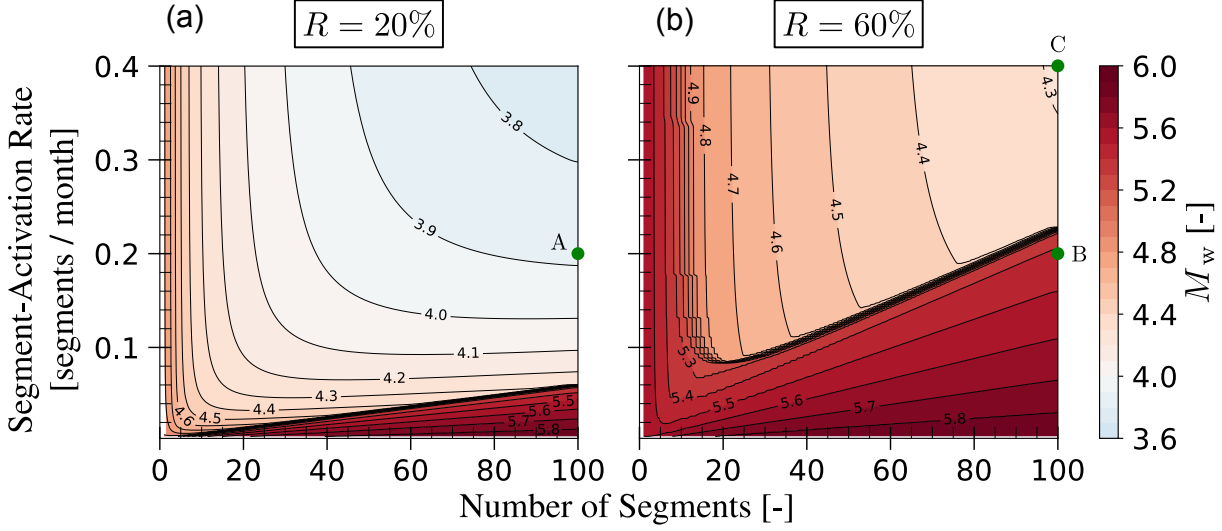 (a)
R = 20%
(b)
R = 60%
C
0.4
0.3
0.2
0.1
Segment-Activation Rate
[segments / month]
3.8
3.9
4.0
4.1
4.2
4.3
4.4
4.5
4.6
5.5
5.6
5.7
5.8
A
4.9
4.8
4.7
4.6
4.5
4.4
4.3
5.3
5.4
5.5
5.6
5.7
5.8
B
6.0
5.6
5.2
4.8
4.4
4.0
3.6
M_w [-]
0 20 40 60 80 100
0 20 40 60 80 100
Number of Segments [-]